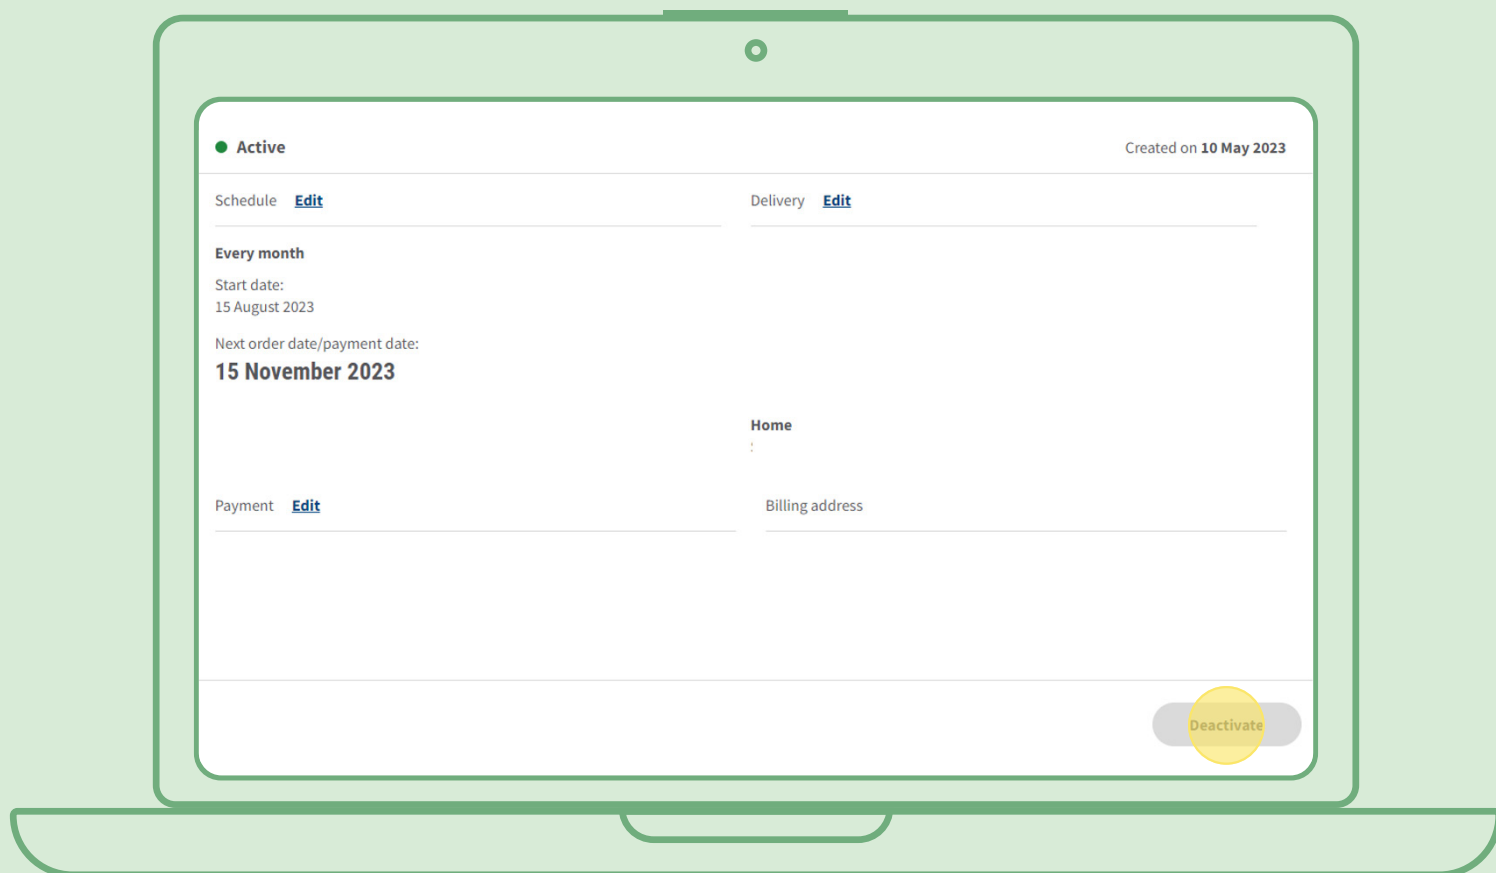 Active
Created on 10 May 2023
Schedule Edit
Delivery Edit
Every month
Start date:
15 August 2023
Next order date/payment date:
15 November 2023
Home
:
Payment Edit
Billing address
Deactivate